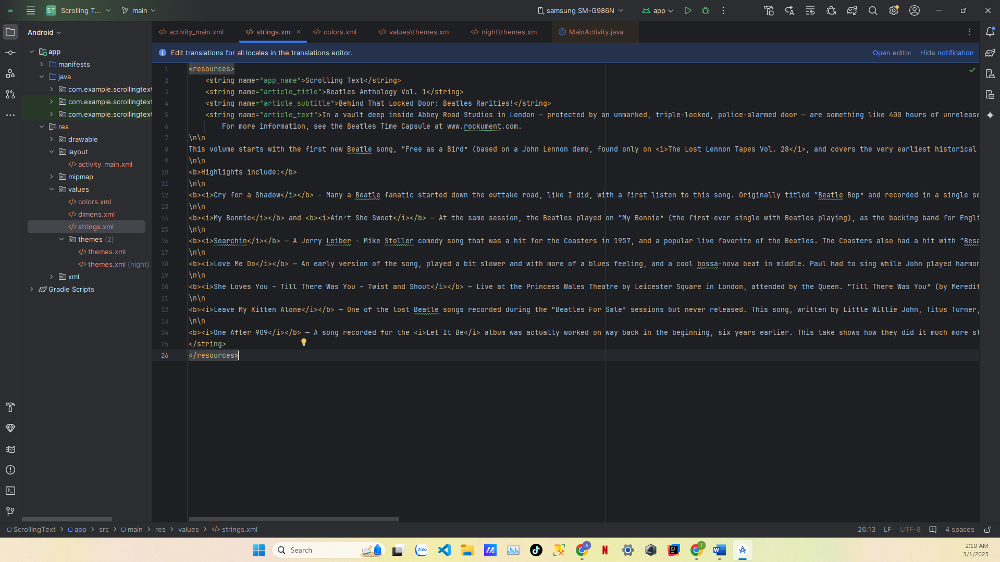 ST Scrolling T... main samsung SM-G986N app
Android
activity_main.xml strings.xml colors.xml values\themes.xm night\themes.xm MainActivity.java
Edit translations for all locales in the translations editor. Open editor Hide notification
app
manifests
java
com.example.scrollingtext
com.example.scrollingtext
com.example.scrollingtext
res
drawable
layout
activity_main.xml
mipmap
values
colors.xml
dimens.xml
strings.xml
themes (2)
themes.xml
themes.xml (night)
xml
Gradle Scripts
1 <resources>
2 <string name="app_name">Scrolling Text</string>
3 <string name="article_title">Beatles Anthology Vol. 1</string>
4 <string name="article_subtitle">Behind That Locked Door: Beatles Rarities!</string>
5 <string name="article_text">In a vault deep inside Abbey Road Studios in London — protected by an unmarked, triple-locked, police-alarmed door — are something like 400 hours of unrelease
6 For more information, see the Beatles Time Capsule at www.rockument.com.
7 \n\n
8 This volume starts with the first new Beatle song, “Free as a Bird” (based on a John Lennon demo, found only on <i>The Lost Lennon Tapes Vol. 28</i>, and covers the very earliest historical
9 \n\n
10 <b>Highlights include:</b>
11 \n\n
12 <b><i>Cry for a Shadow</i></b> - Many a Beatle fanatic started down the outtake road, like I did, with a first listen to this song. Originally titled “Beatle Bop” and recorded in a single se
13 \n\n
14 <b><i>My Bonnie</i></b> and <b><i>Ain’t She Sweet</i></b> — At the same session, the Beatles played on “My Bonnie” (the first-ever single with Beatles playing), as the backing band for Engli
15 \n\n
16 <b><i>Searchin</i></b> — A Jerry Leiber - Mike Stoller comedy song that was a hit for the Coasters in 1957, and a popular live favorite of the Beatles. The Coasters also had a hit with “Besa
17 \n\n
18 <b><i>Love Me Do</i></b> — An early version of the song, played a bit slower and with more of a blues feeling, and a cool bossa-nova beat in middle. Paul had to sing while John played harmon
19 \n\n
20 <b><i>She Loves You - Till There Was You - Twist and Shout</i></b> — Live at the Princess Wales Theatre by Leicester Square in London, attended by the Queen. “Till There Was You” (by Meredit
21 \n\n
22 <b><i>Leave My Kitten Alone</i></b> — One of the lost Beatle songs recorded during the “Beatles For Sale” sessions but never released. This song, written by Little Willie John, Titus Turner,
23 \n\n
24 <b><i>One After 909</i></b> — A song recorded for the <i>Let It Be</i> album was actually worked on way back in the beginning, six years earlier. This take shows how they did it much more sl
25 </string>
26 </resources>
ScrollingText > app > src > main > res > values > strings.xml 26:13 LF UTF-8 4 spaces
Search Zalo 2:10 AM
3/1/2025